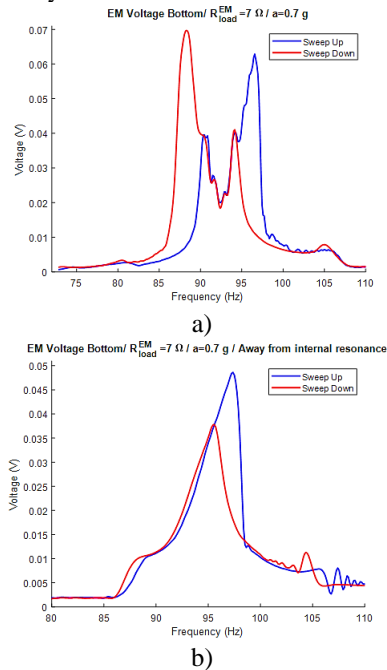 EM Voltage Bottom/ R_load^EM =7 Ω / a=0.7 g
Sweep Up
Sweep Down
Voltage (V)
0.07
0.06
0.05
0.04
0.03
0.02
0.01
0
75 80 85 90 95 100 105 110
Frequency (Hz)
a)
EM Voltage Bottom/ R_load^EM =7 Ω / a=0.7 g / Away from internal resonance
Sweep Up
Sweep Down
Voltage (V)
0.05
0.045
0.04
0.035
0.03
0.025
0.02
0.015
0.01
0.005
0
80 85 90 95 100 105 110
Frequency (Hz)
b)